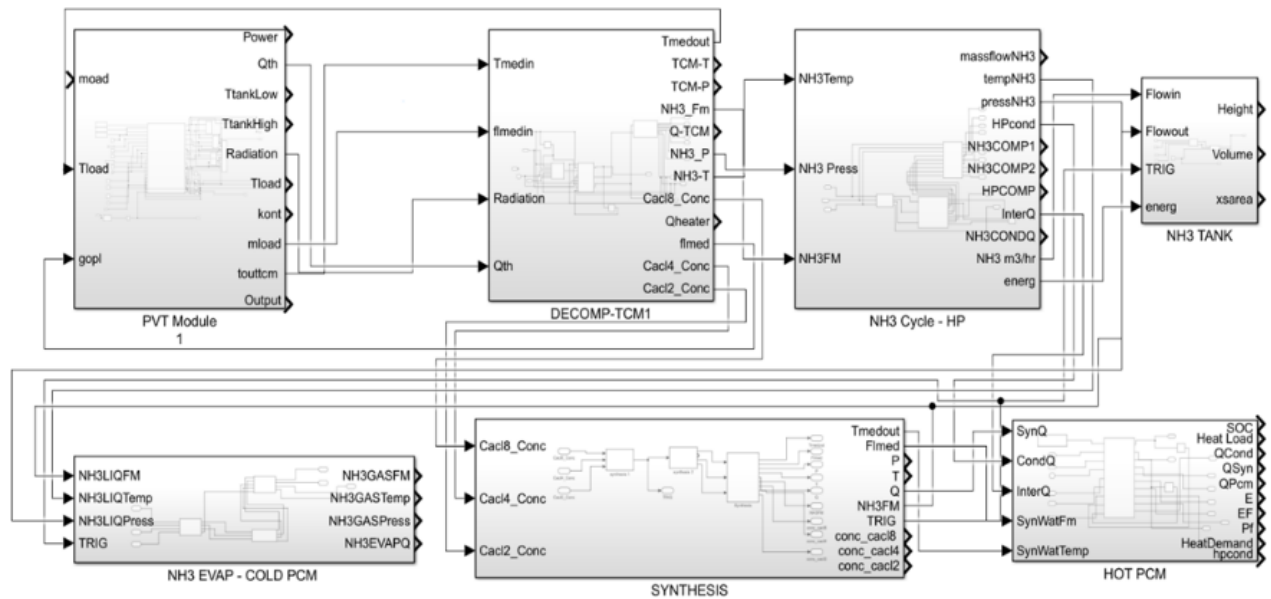 Power
Qth
TtankLow
TtankHigh
Radiation
Tload
kont
mload
touttcm
Output
moad
Tload
gopl
PVT Module
1
Tmedin
flmedin
Radiation
Qth
Tmedout
TCM-T
TCM-P
NH3_Fm
Q-TCM
NH3_P
NH3-T
Cacl8_Conc
Qheater
flmed
Cacl4_Conc
Cacl2_Conc
DECOMP-TCM1
NH3Temp
NH3 Press
NH3FM
massflowNH3
tempNH3
pressNH3
HPcond
NH3COMP1
NH3COMP2
HPCOMP
InterQ
NH3CONDQ
NH3 m3/hr
energ
NH3 Cycle - HP
Flowin
Flowout
TRIG
energ
Height
Volume
xsarea
NH3 TANK
NH3LIQFM
NH3LIQTemp
NH3LIQPress
TRIG
NH3GASFM
NH3GASTemp
NH3GASPress
NH3EVAPQ
NH3 EVAP - COLD PCM
Cacl8_Conc
Cacl4_Conc
Cacl2_Conc
Tmedout
Flmed
P
T
Q
NH3FM
TRIG
conc_cacl8
conc_cacl4
conc_cacl2
SYNTHESIS
SynQ
CondQ
InterQ
SynWatFm
SynWatTemp
SOC
Heat Load
QCond
QSyn
QPcm
E
EF
Pf
HeatDemand
hpcond
HOT PCM